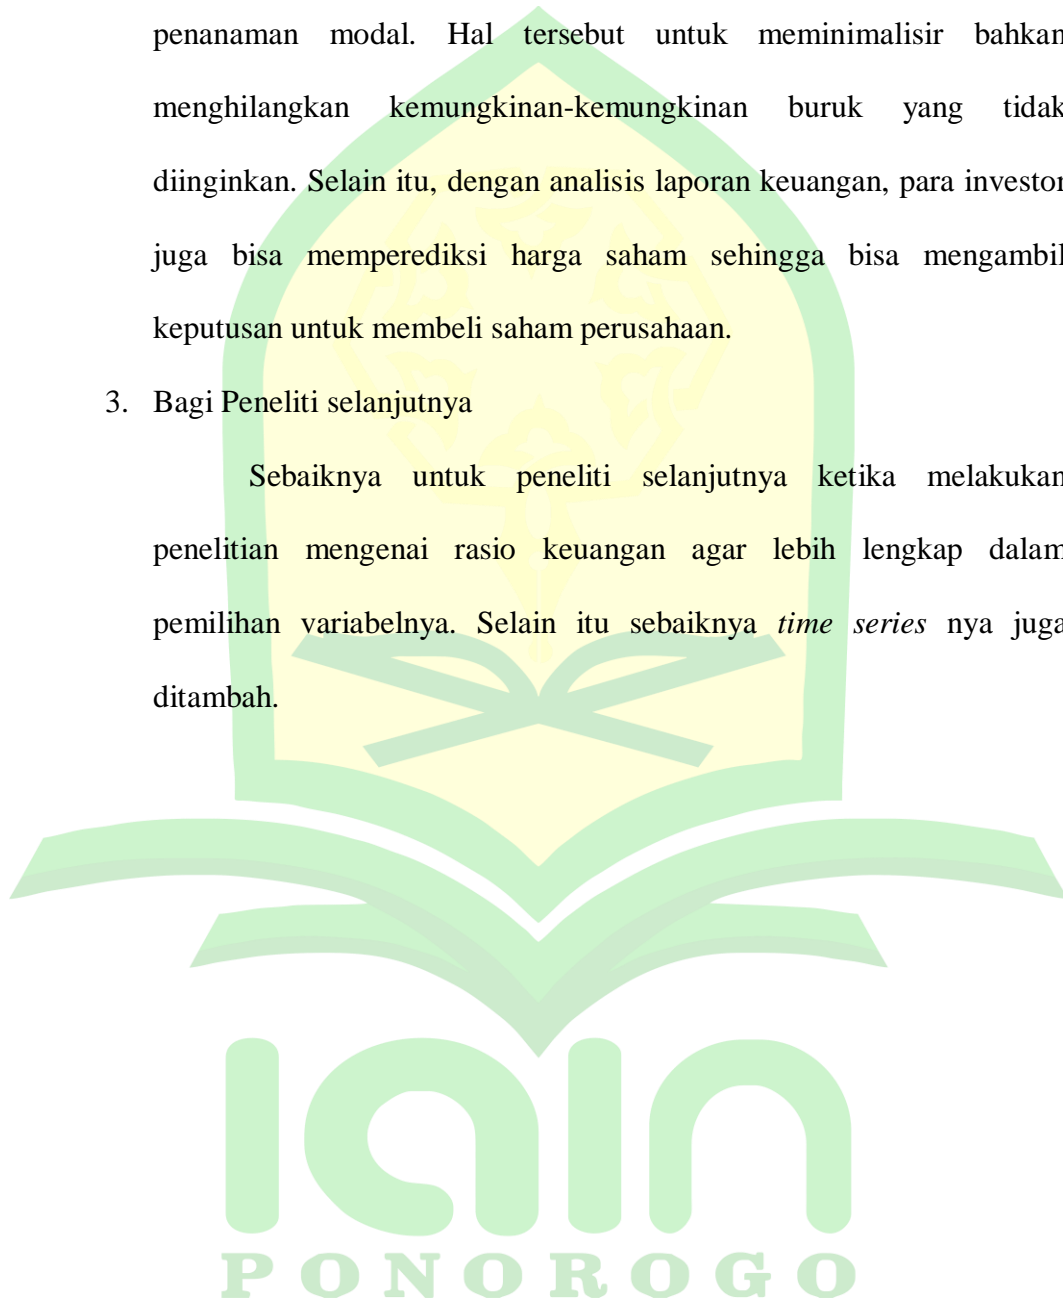 penanaman modal. Hal tersebut untuk meminimalisir bahkan
menghilangkan kemungkinan-kemungkinan buruk yang tidak
diinginkan. Selain itu, dengan analisis laporan keuangan, para investor
juga bisa memperediksi harga saham sehingga bisa mengambil
keputusan untuk membeli saham perusahaan.
3. Bagi Peneliti selanjutnya
Sebaiknya untuk peneliti selanjutnya ketika melakukan
penelitian mengenai rasio keuangan agar lebih lengkap dalam
pemilihan variabelnya. Selain itu sebaiknya time series nya juga
ditambah.
iain
PONOROGO